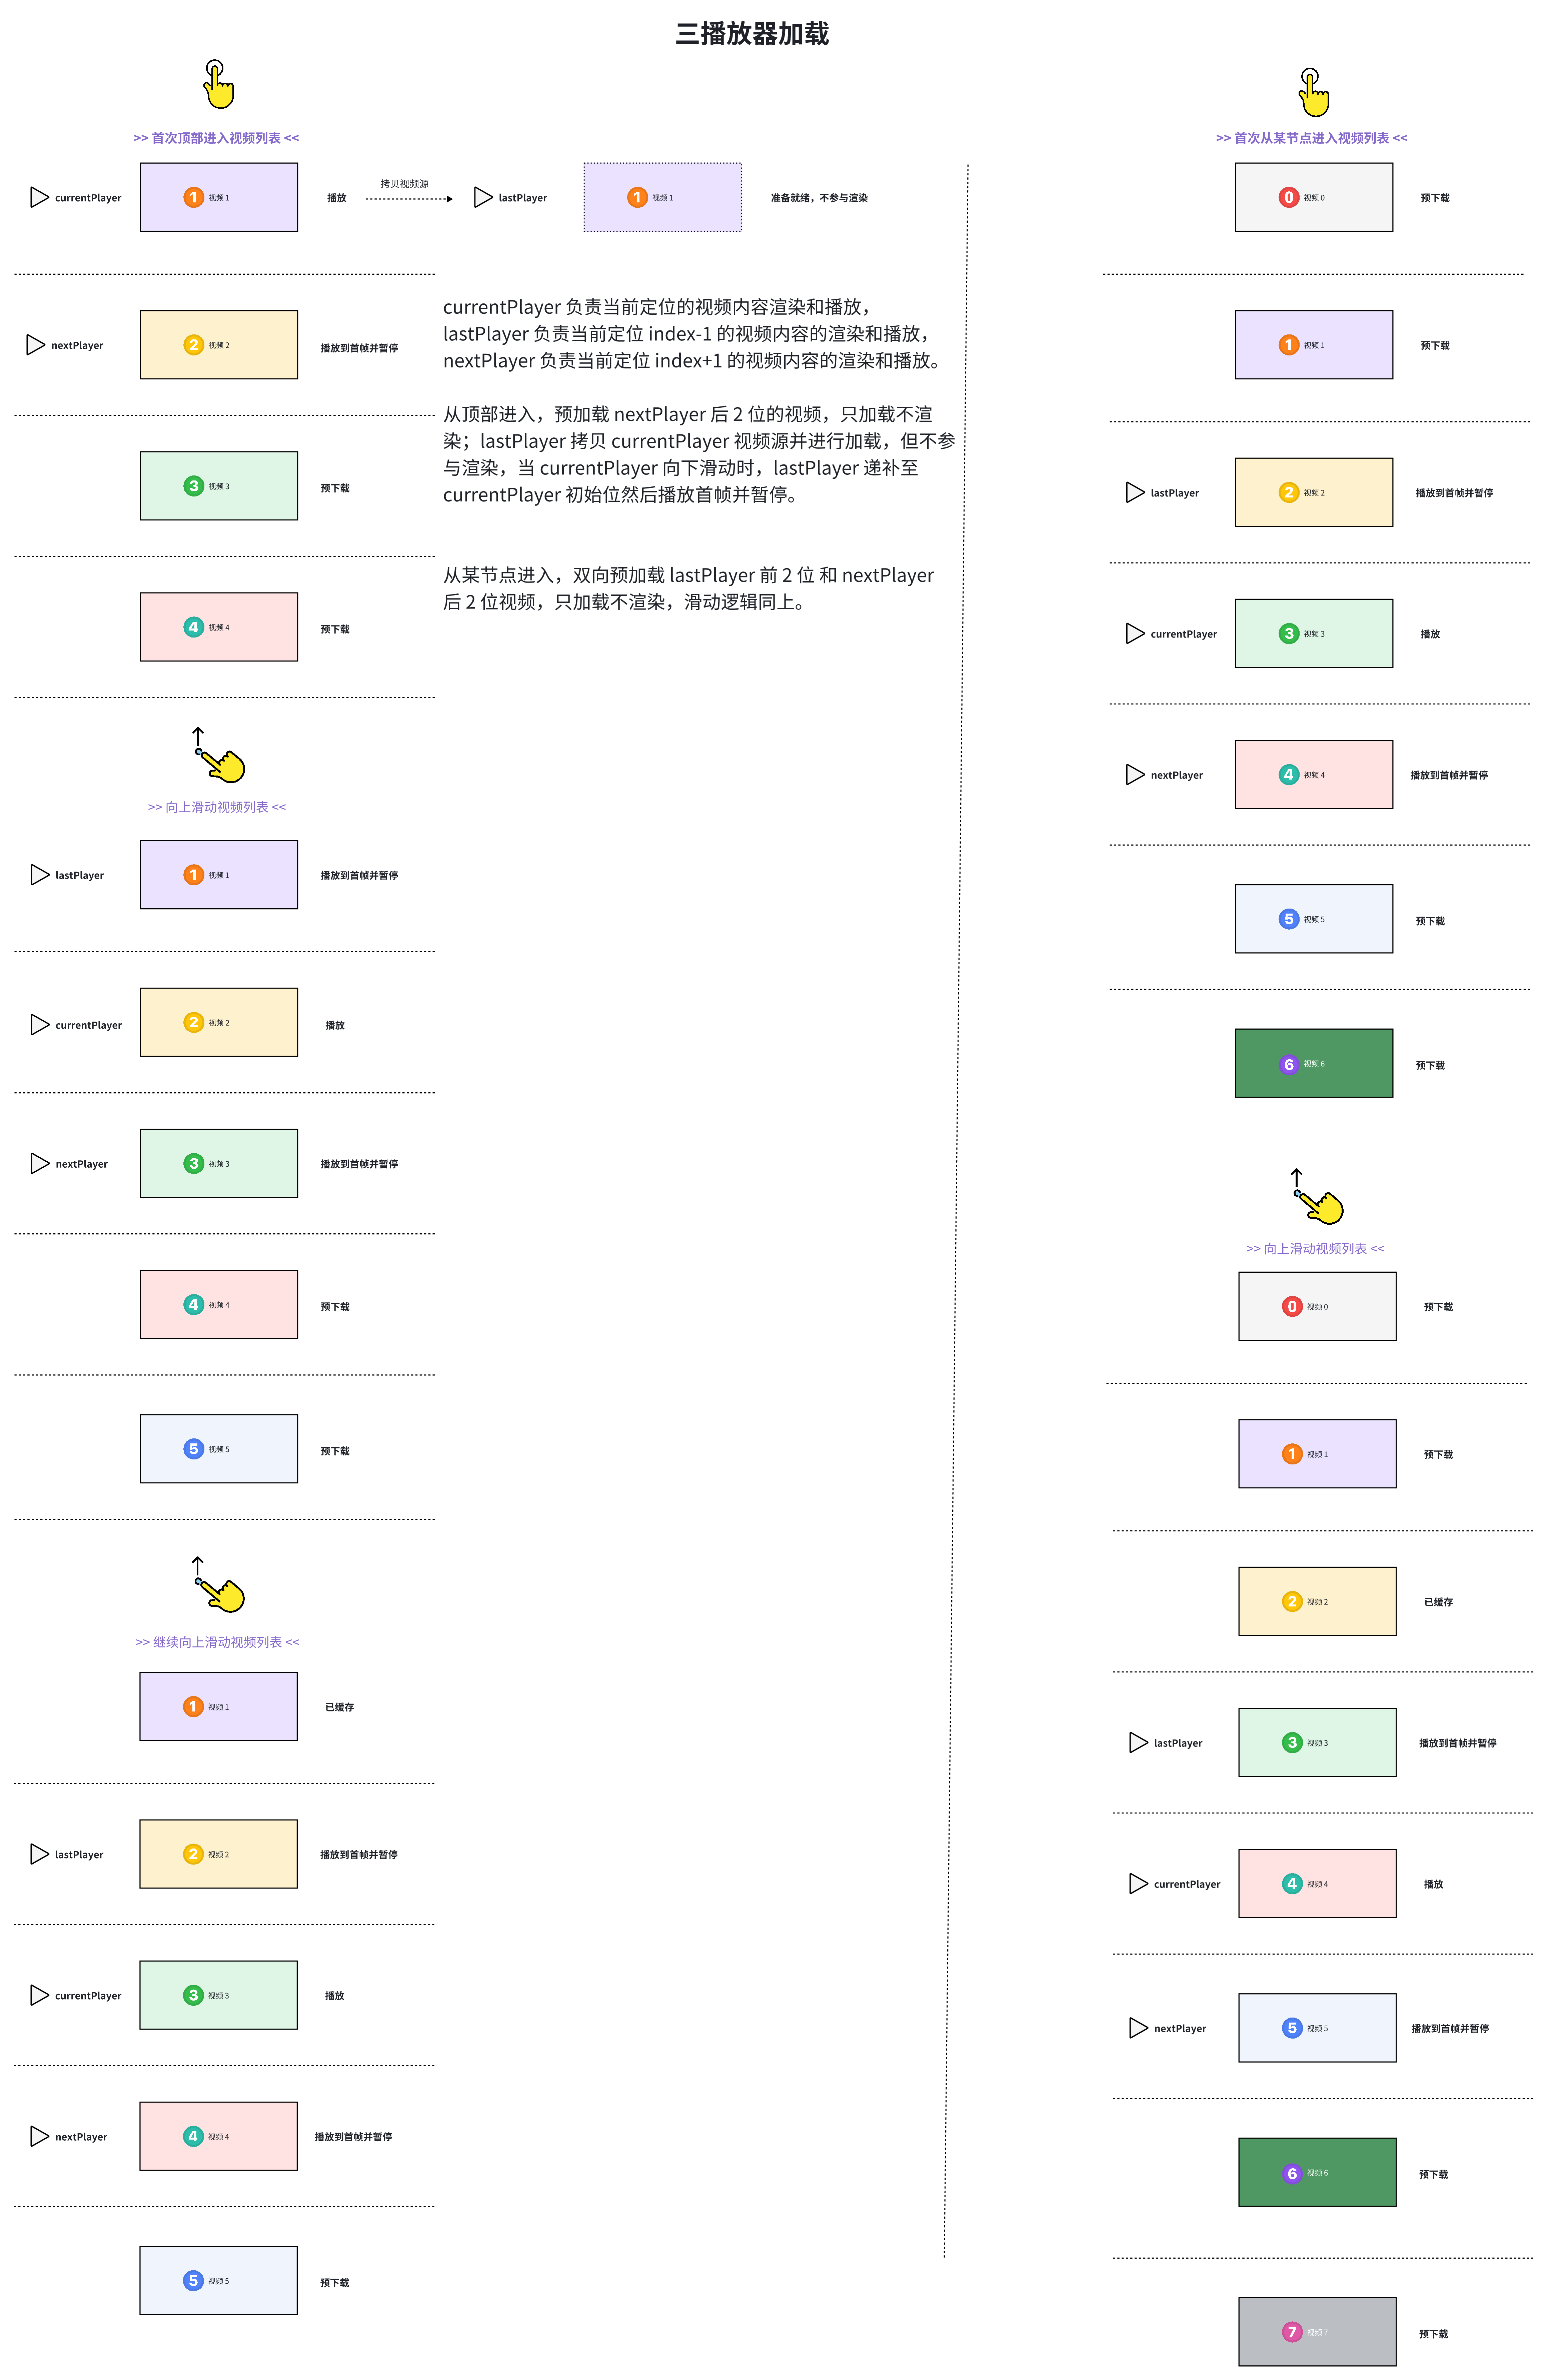 三播放器加载
>> 首次顶部进入视频列表 <<
currentPlayer
1 视频 1
播放
拷贝视频源
lastPlayer
1 视频 1
准备就绪，不参与渲染
nextPlayer
2 视频 2
播放到首帧并暂停
3 视频 3
预下载
4 视频 4
预下载
currentPlayer 负责当前定位的视频内容渲染和播放，
lastPlayer 负责当前定位 index-1 的视频内容的渲染和播放，
nextPlayer 负责当前定位 index+1 的视频内容的渲染和播放。
从顶部进入，预加载 nextPlayer 后 2 位的视频，只加载不渲
染；lastPlayer 拷贝 currentPlayer 视频源并进行加载，但不参
与渲染，当 currentPlayer 向下滑动时，lastPlayer 递补至
currentPlayer 初始位然后播放首帧并暂停。
从某节点进入，双向预加载 lastPlayer 前 2 位 和 nextPlayer
后 2 位视频，只加载不渲染，滑动逻辑同上。
>> 向上滑动视频列表 <<
lastPlayer
1 视频 1
播放到首帧并暂停
currentPlayer
2 视频 2
播放
nextPlayer
3 视频 3
播放到首帧并暂停
4 视频 4
预下载
5 视频 5
预下载
>> 继续向上滑动视频列表 <<
1 视频 1
已缓存
lastPlayer
2 视频 2
播放到首帧并暂停
currentPlayer
3 视频 3
播放
nextPlayer
4 视频 4
播放到首帧并暂停
5 视频 5
预下载
>> 首次从某节点进入视频列表 <<
0 视频 0
预下载
1 视频 1
预下载
lastPlayer
2 视频 2
播放到首帧并暂停
currentPlayer
3 视频 3
播放
nextPlayer
4 视频 4
播放到首帧并暂停
5 视频 5
预下载
6 视频 6
预下载
>> 向上滑动视频列表 <<
0 视频 0
预下载
1 视频 1
预下载
2 视频 2
已缓存
lastPlayer
3 视频 3
播放到首帧并暂停
currentPlayer
4 视频 4
播放
nextPlayer
5 视频 5
播放到首帧并暂停
6 视频 6
预下载
7 视频 7
预下载